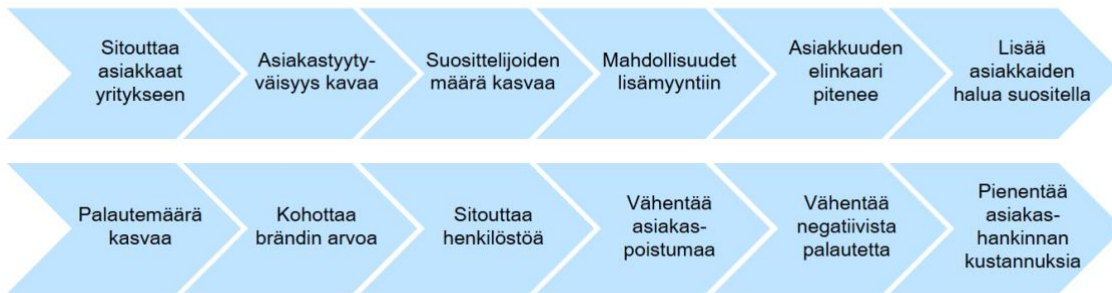 Sitouttaa
asiakkaat
yritykseen
Asiakastyyty-
väisyys kavaa
Suosittelijoiden
määrä kasvaa
Mahdollisuudet
lisämyyntiin
Asiakkuuden
elinkaari
pitenee
Lisää
asiakkaiden
halua suositella
Palautemäärä
kasvaa
Kohottaa
brändin arvoa
Sitouttaa
henkilöstöä
Vähentää
asiakas-
poistumaa
Vähentää
negatiivista
palautetta
Pienentää
asiakas-
hankinnan
kustannuksia